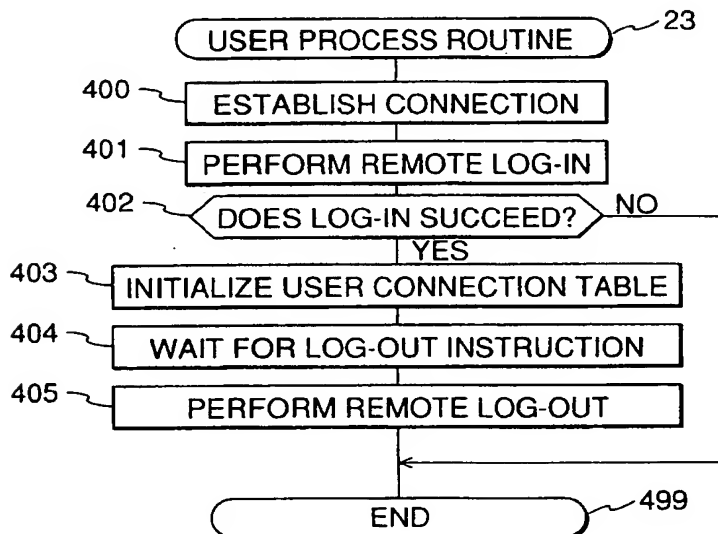 USER PROCESS ROUTINE 23
400 ESTABLISH CONNECTION
401 PERFORM REMOTE LOG-IN
402 DOES LOG-IN SUCCEED? NO
YES
403 INITIALIZE USER CONNECTION TABLE
404 WAIT FOR LOG-OUT INSTRUCTION
405 PERFORM REMOTE LOG-OUT
END 499